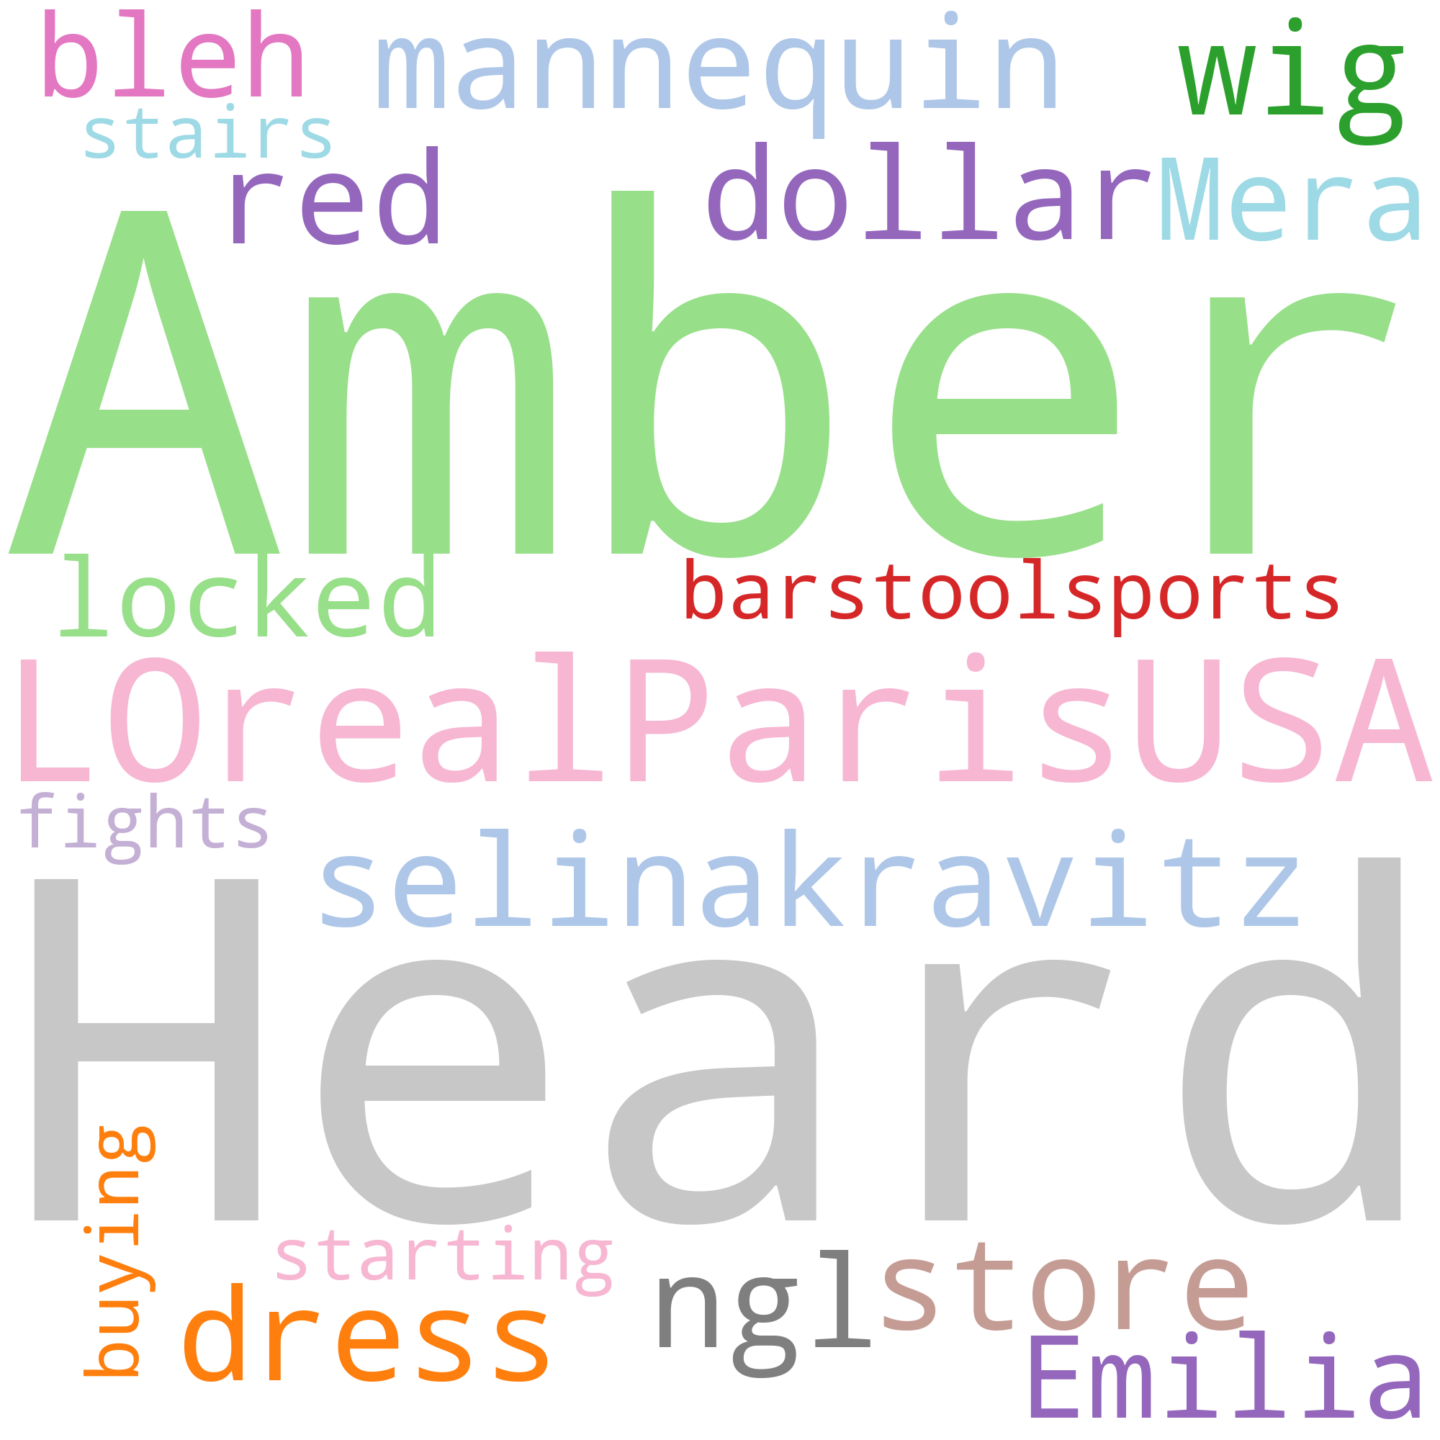 bleh mannequin wig
stairs
red dollar Mera
Amber
locked barstoolsports
LOrealParisUSA
fights
selinakravitz
Heard
buying
starting
dress ngl store
Emilia